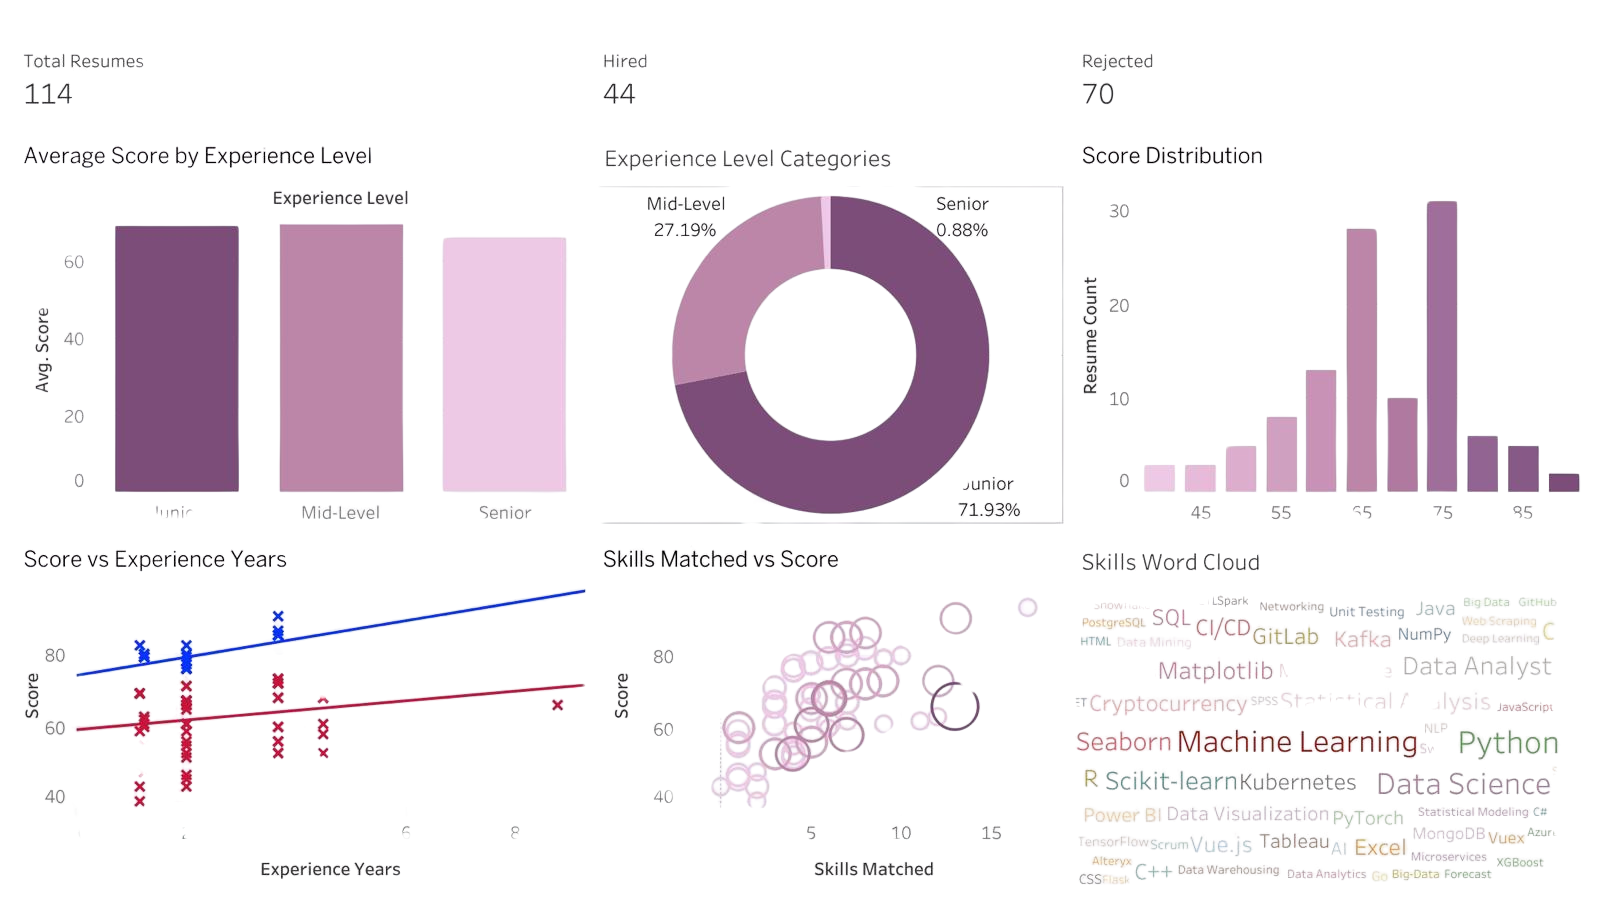 Total Resumes
114
Hired
44
Rejected
70
Average Score by Experience Level
Experience Level
Avg. Score
60
40
20
0
Mid-Level
Senior
Experience Level Categories
Mid-Level
27.19%
Senior
0.88%
Junior
71.93%
Score Distribution
Resume Count
30
20
10
0
45
55
65
75
85
Score vs Experience Years
Score
80
60
40
6
8
Experience Years
Skills Matched vs Score
Score
80
60
40
5
10
15
Skills Matched
Skills Word Cloud
Networking
Unit Testing
Java
Big Data
GitHub
PostgreSQL
SQL
CI/CD
GitLab
Kafka
NumPy
Web Scraping
Deep Learning
C
HTML
Data Mining
Matplotlib
Data Analyst
Cryptocurrency
SPSS
Seaborn
Machine Learning
NLP
Python
R
Scikit-learn
Kubernetes
Data Science
Power BI
Data Visualization
PyTorch
Statistical Modeling
C#
TensorFlow
Scrum
Vue.js
Tableau
AI
Excel
MongoDB
Vuex
Alteryx
Microservices
XGBoost
CSS
Flask
C++
Data Warehousing
Data Analytics
Go
Big-Data
Forecast